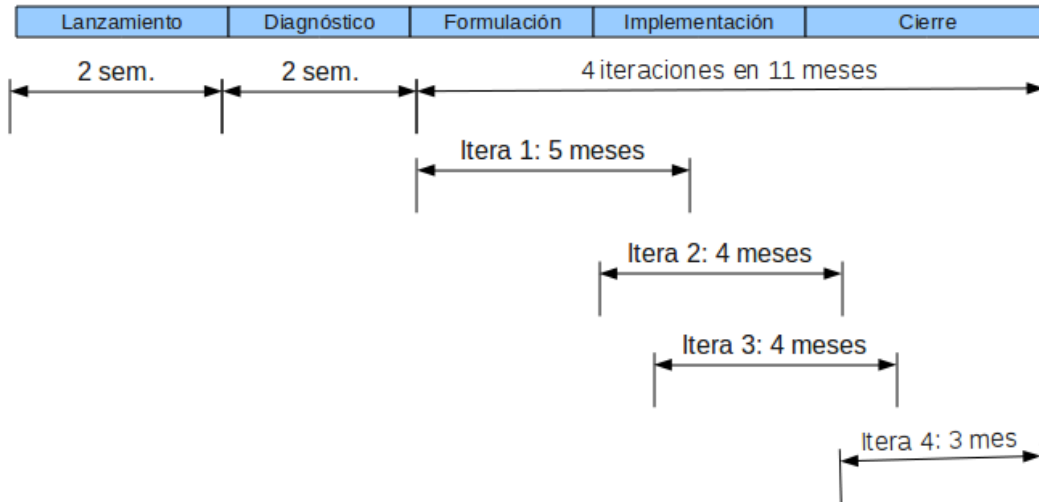 Lanzamiento Diagnóstico Formulación Implementación Cierre
2 sem. 2 sem. 4 iteraciones en 11 meses
Itera 1: 5 meses
Itera 2: 4 meses
Itera 3: 4 meses
Itera 4: 3 mes